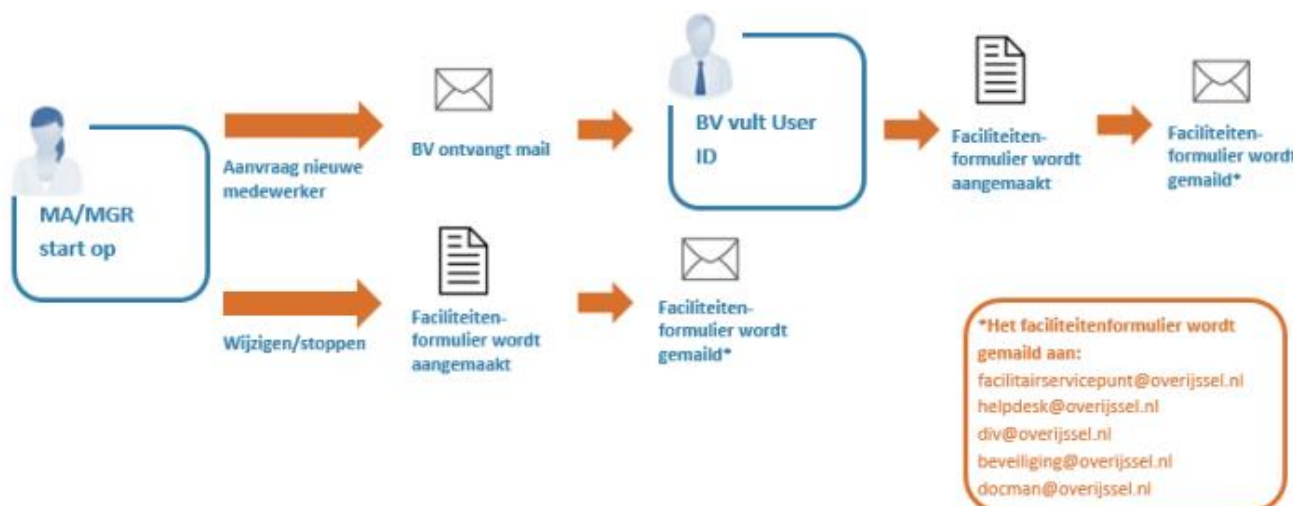 MA/MGR
start op
Aanvraag nieuwe
medewerker
BV ontvangt mail
BV vult User
ID
Faciliteiten-
formulier wordt
aangemaakt
Faciliteiten-
formulier wordt
gemaild*
Wijzigen/stoppen
Faciliteiten-
formulier wordt
aangemaakt
Faciliteiten-
formulier wordt
gemaild*
*Het faciliteitenformulier wordt
gemaild aan:
facilitairservicepunt@overijssel.nl
helpdesk@overijssel.nl
div@overijssel.nl
beveiliging@overijssel.nl
docman@overijssel.nl